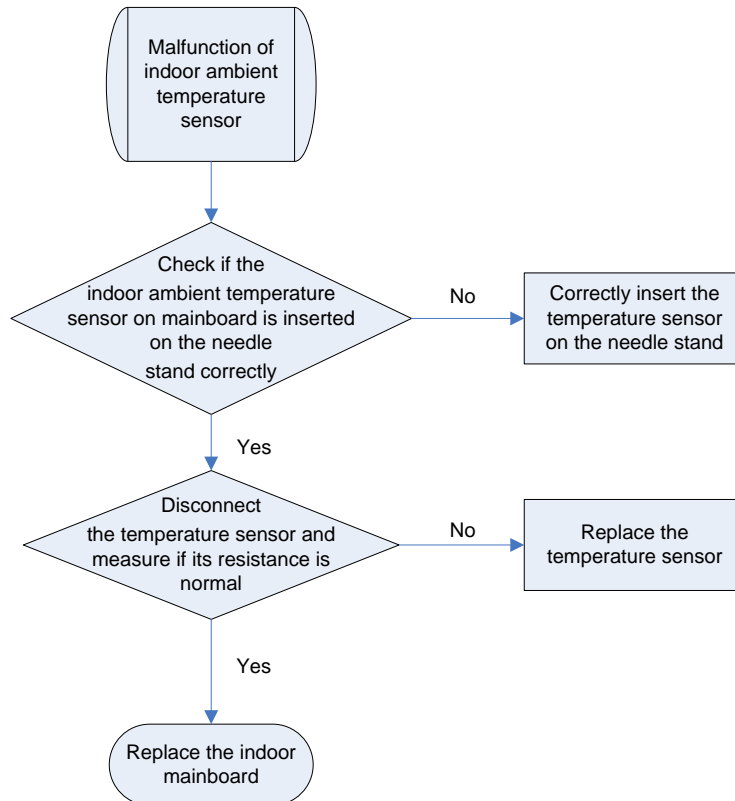 Malfunction of
indoor ambient
temperature
sensor
Check if the
indoor ambient temperature
sensor on mainboard is inserted
on the needle
stand correctly
No
Correctly insert the
temperature sensor
on the needle stand
Yes
Disconnect
the temperature sensor and
measure if its resistance is
normal
No
Replace the
temperature sensor
Yes
Replace the indoor
mainboard